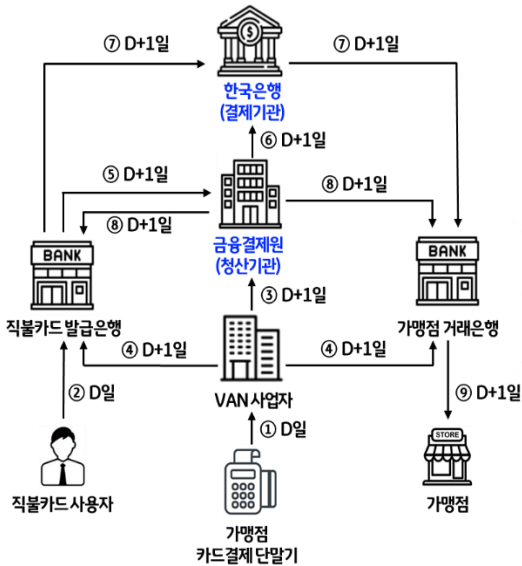 ⑦ D+1일
⑦ D+1일
한국은행
(결제기관)
⑥ D+1일
⑤ D+1일
⑧ D+1일
⑧ D+1일
금융결제원
(청산기관)
BANK
BANK
③ D+1일
직불카드 발급은행
가맹점 거래은행
④ D+1일
④ D+1일
② D일
VAN 사업자
⑨ D+1일
① D일
STORE
직불카드 사용자
가맹점
가맹점
카드결제 단말기